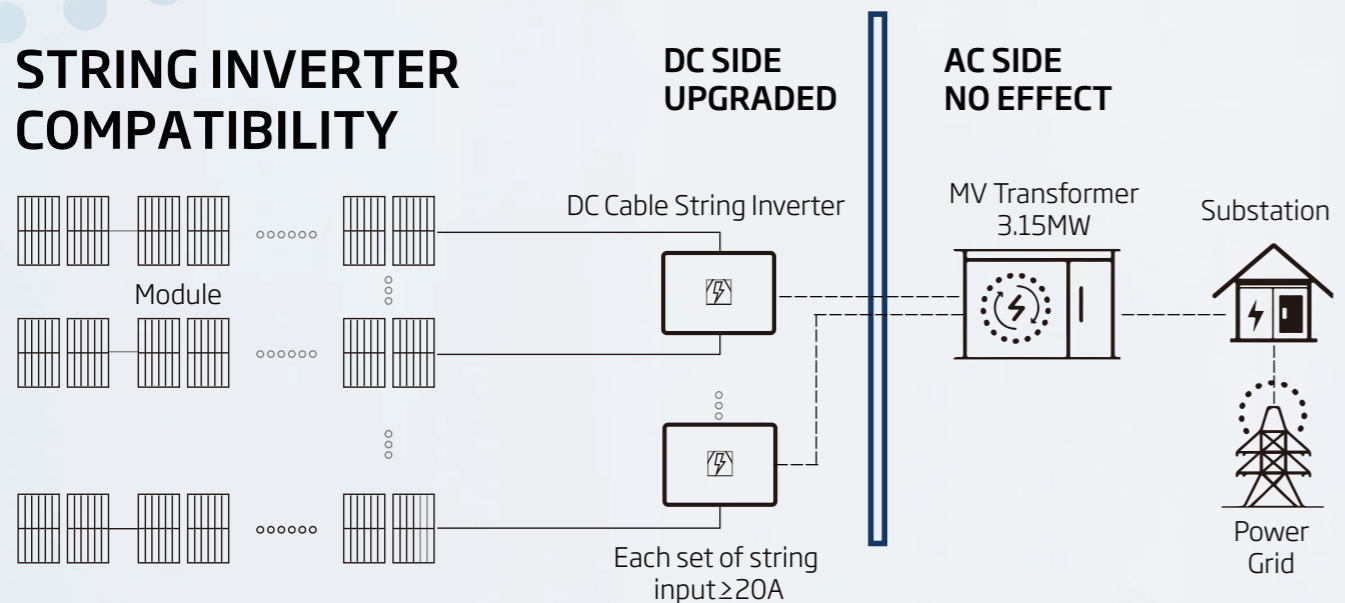 STRING INVERTER
COMPATIBILITY
DC SIDE
UPGRADED
AC SIDE
NO EFFECT
DC Cable String Inverter
MV Transformer
3.15MW
Substation
Module
Each set of string
input≥20A
Power
Grid